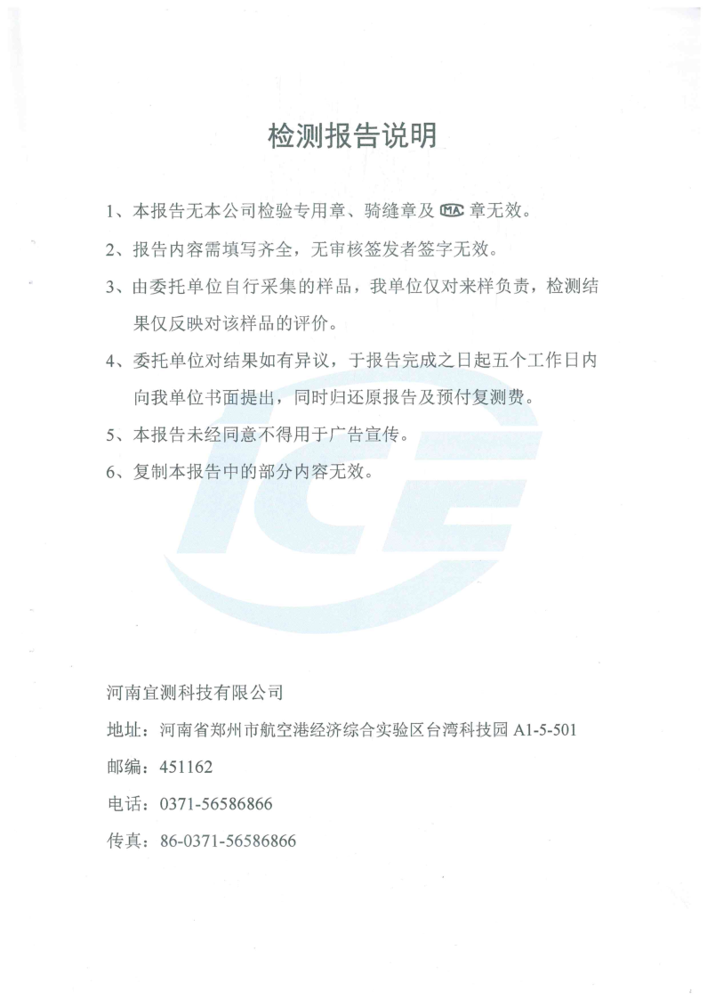 检测报告说明
1、本报告无本公司检验专用章、骑缝章及 MA 章无效。
2、报告内容需填写齐全，无审核签发者签字无效。
3、由委托单位自行采集的样品，我单位仅对来样负责，检测结
果仅反映对该样品的评价。
4、委托单位对结果如有异议，于报告完成之日起五个工作日内
向我单位书面提出，同时归还原报告及预付复测费。
5、本报告未经同意不得用于广告宣传。
6、复制本报告中的部分内容无效。
ICE
河南宜测科技有限公司
地址：河南省郑州市航空港经济综合实验区台湾科技园 A1-5-501
邮编：451162
电话：0371-56586866
传真：86-0371-56586866